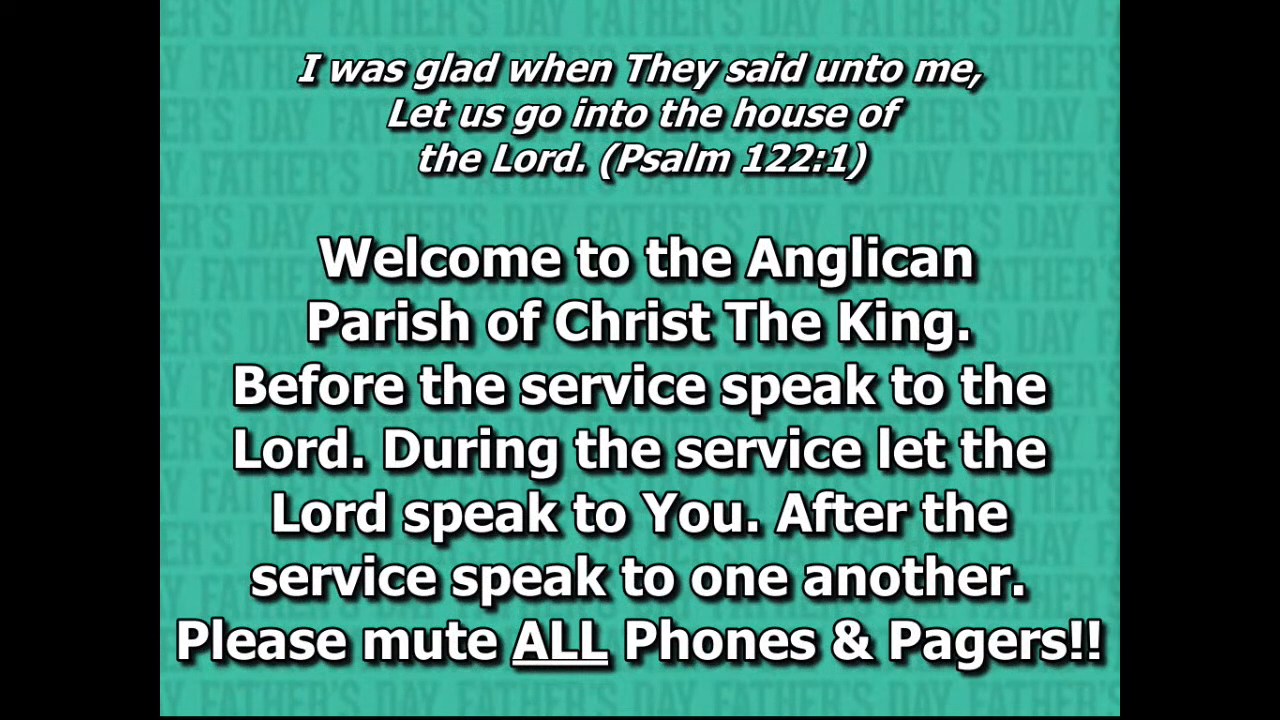 I was glad when They said unto me,
Let us go into the house of
the Lord. (Psalm 122:1)
Welcome to the Anglican
Parish of Christ The King.
Before the service speak to the
Lord. During the service let the
Lord speak to You. After the
service speak to one another.
Please mute ALL Phones & Pagers!!
FATHER'S DAY